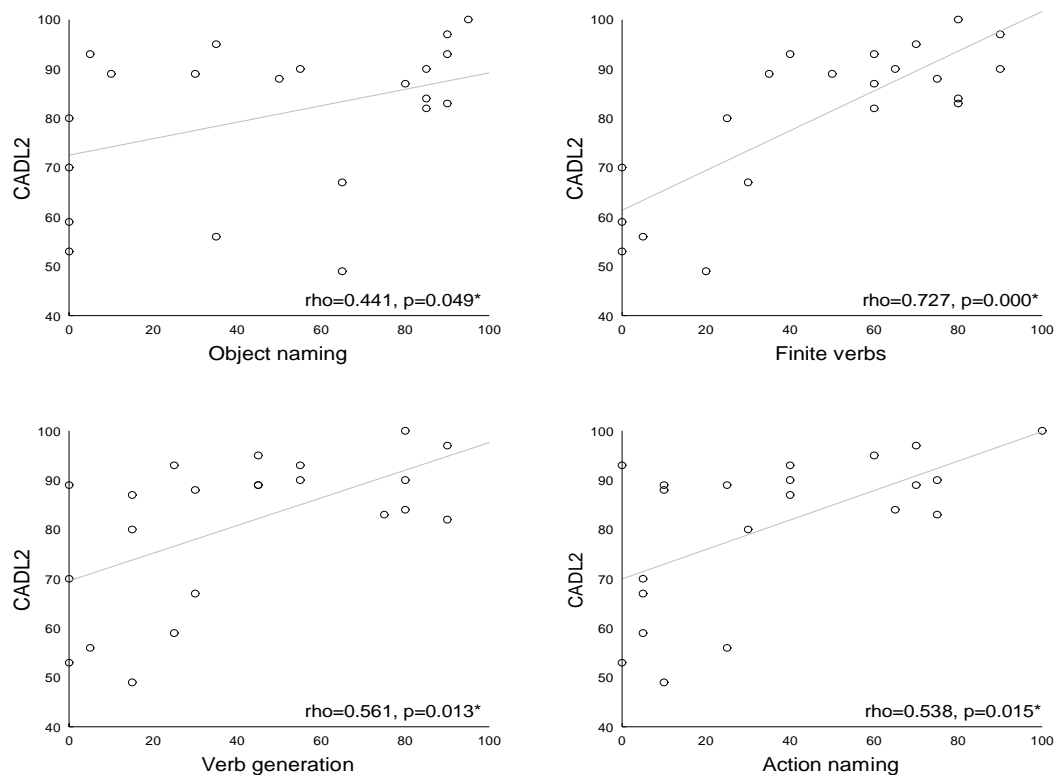 100
90
80
70
60
50
40
CADL2
rho=0.441, p=0.049*
0 20 40 60 80 100
Object naming
100
90
80
70
60
50
40
CADL2
rho=0.727, p=0.000*
0 20 40 60 80 100
Finite verbs
100
90
80
70
60
50
40
CADL2
rho=0.561, p=0.013*
0 20 40 60 80 100
Verb generation
100
90
80
70
60
50
40
CADL2
rho=0.538, p=0.015*
0 20 40 60 80 100
Action naming